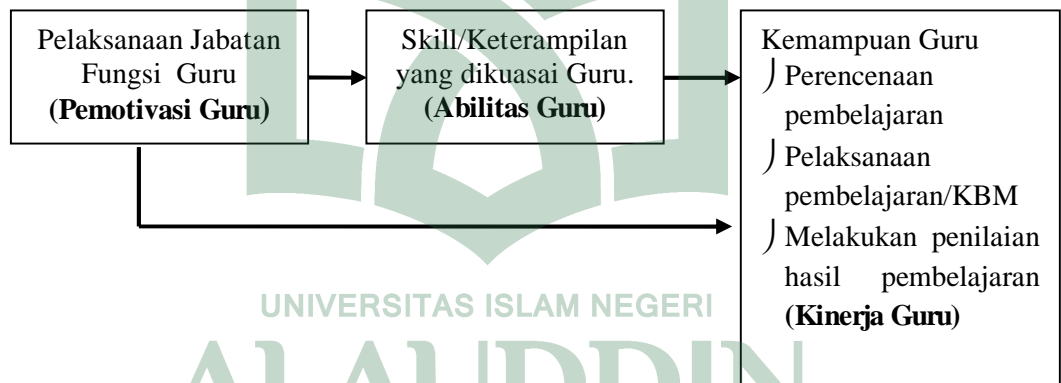 Pelaksanaan Jabatan
Fungsi Guru
(Pemotivasi Guru)
Skill/Keterampilan
yang dikuasai Guru.
(Abilitas Guru)
Kemampuan Guru
⎠ Perencenaan
pembelajaran
⎠ Pelaksanaan
pembelajaran/KBM
⎠ Melakukan penilaian
hasil pembelajaran
(Kinerja Guru)
UNIVERSITAS ISLAM NEGERI
ALAUDDIN